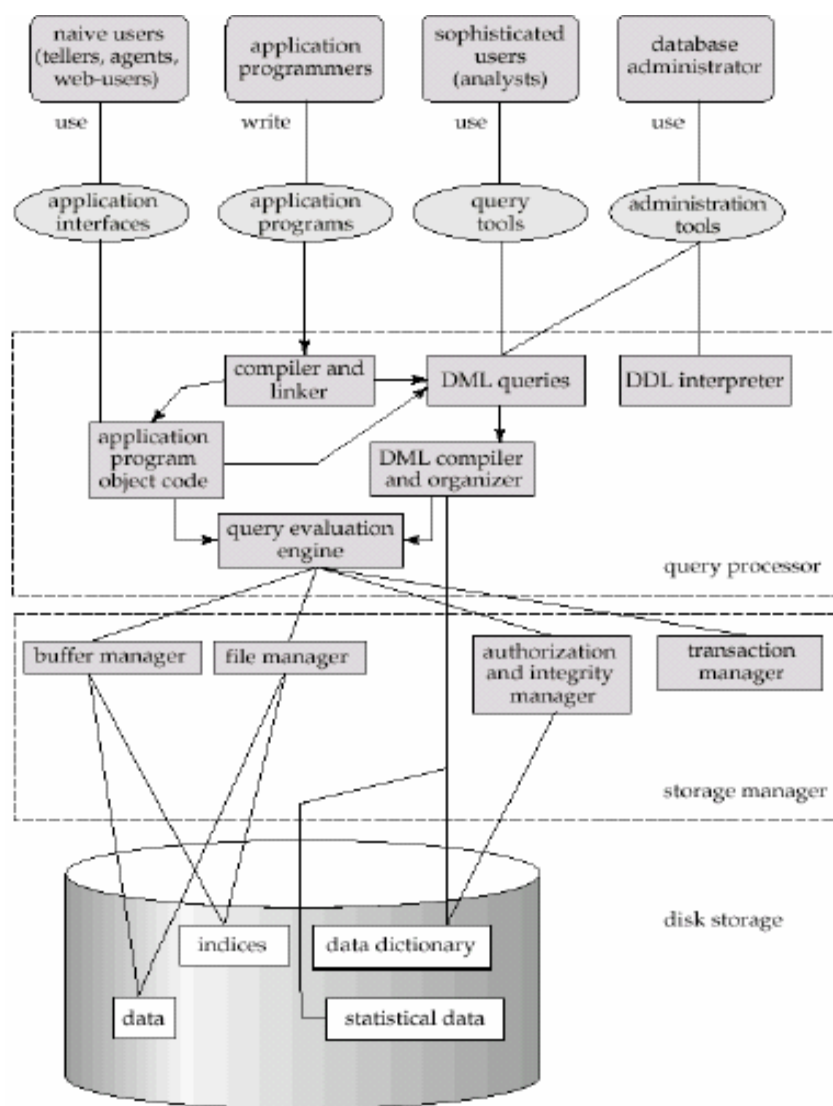 naive users
(tellers, agents,
web-users)
application
programmers
sophisticated
users
(analysts)
database
administrator
use
write
use
use
application
interfaces
application
programs
query
tools
administration
tools
compiler and
linker
DML queries
DDL interpreter
application
program
object code
DML compiler
and organizer
query evaluation
engine
query processor
buffer manager
file manager
authorization
and integrity
manager
transaction
manager
storage manager
disk storage
indices
data dictionary
data
statistical data